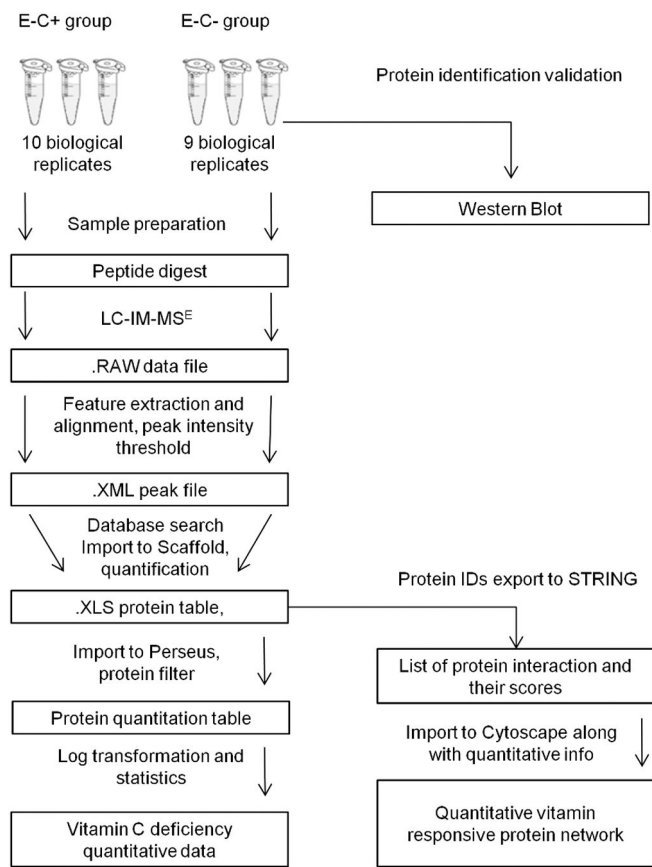 E-C+ group
E-C- group
10 biological
replicates
9 biological
replicates
Protein identification validation
Western Blot
Sample preparation
Peptide digest
LC-IM-MSᴱ
.RAW data file
Feature extraction and
alignment, peak intensity
threshold
.XML peak file
Database search
Import to Scaffold,
quantification
.XLS protein table,
Protein IDs export to STRING
Import to Perseus,
protein filter
Protein quantitation table
Log transformation and
statistics
Vitamin C deficiency
quantitative data
List of protein interaction and
their scores
Import to Cytoscape along
with quantitative info
Quantitative vitamin
responsive protein network